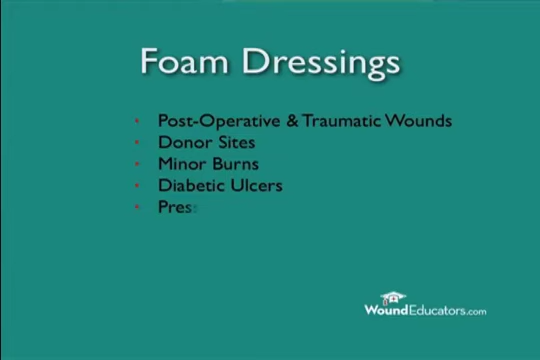 Foam Dressings
• Post-Operative & Traumatic Wounds
• Donor Sites
• Minor Burns
• Diabetic Ulcers
• Pres
WoundEducators.com